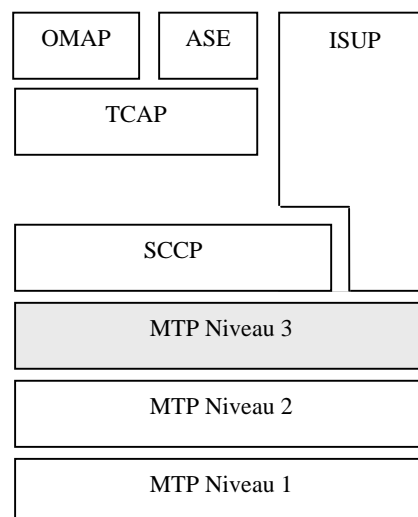 OMAP
ASE
ISUP
TCAP
SCCP
MTP Niveau 3
MTP Niveau 2
MTP Niveau 1